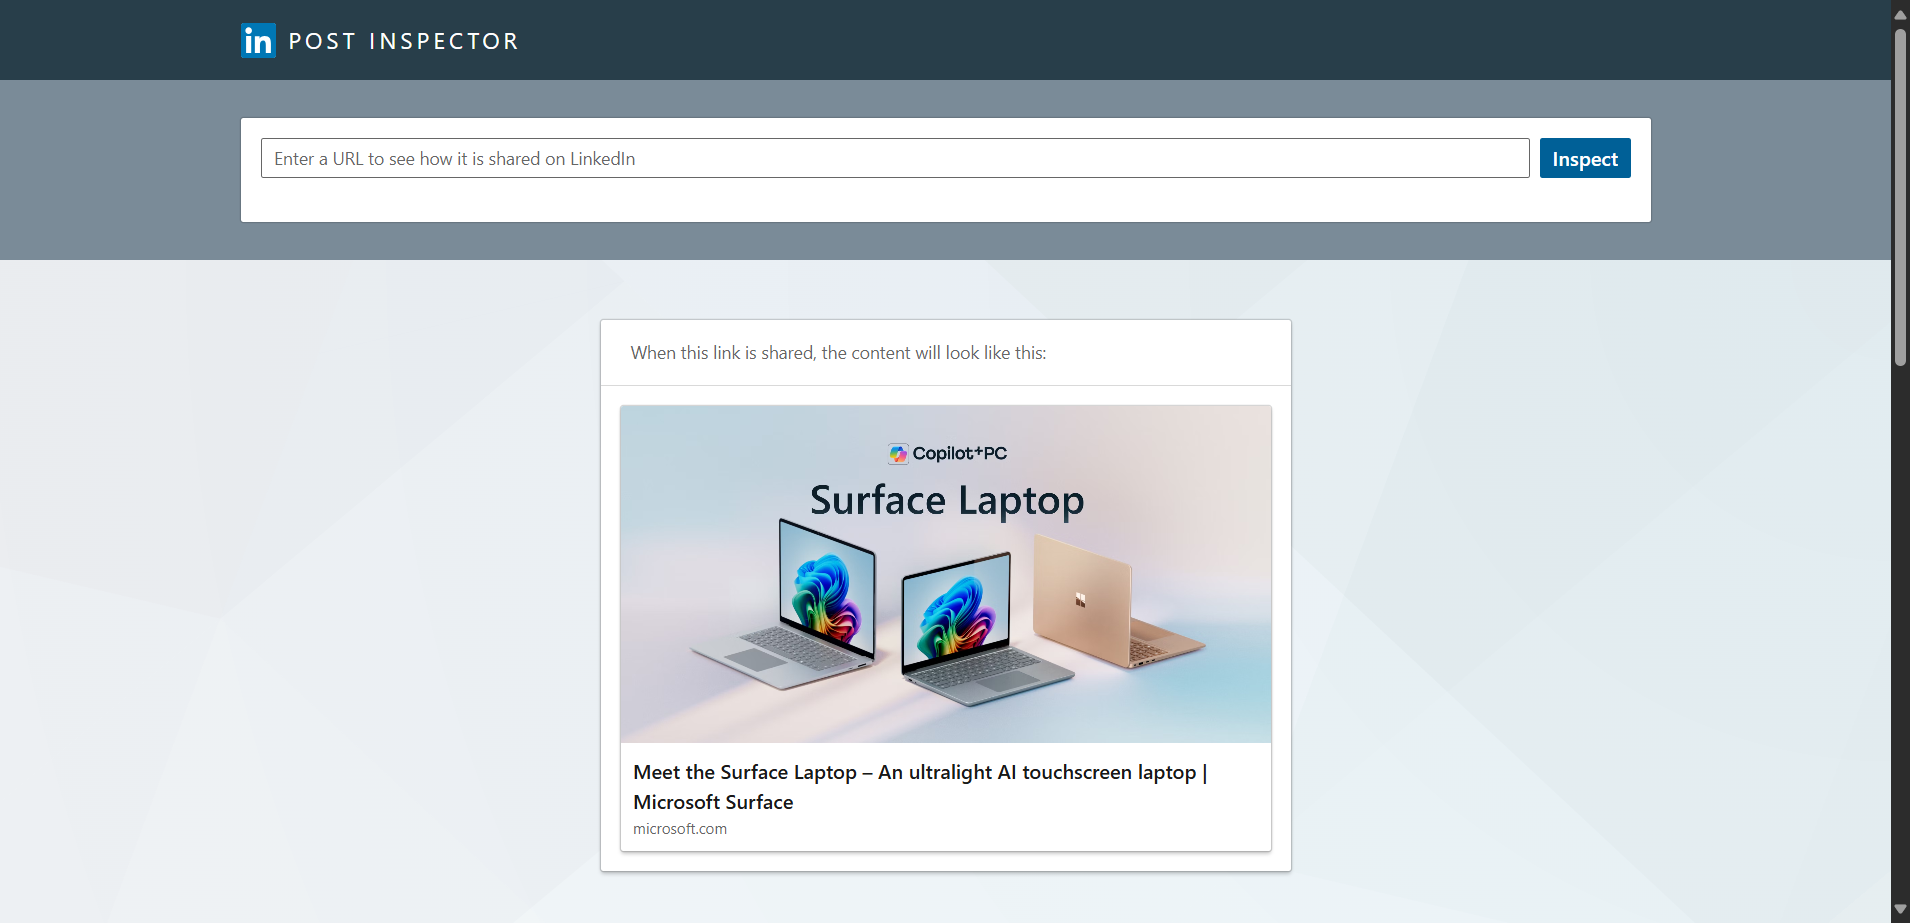 in POST INSPECTOR
Enter a URL to see how it is shared on LinkedIn
Inspect
When this link is shared, the content will look like this:
Copilot+PC
Surface Laptop
Meet the Surface Laptop – An ultralight AI touchscreen laptop |
Microsoft Surface
microsoft.com